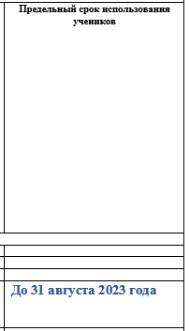 Предельный срок использования
учеников
До 31 августа 2023 года